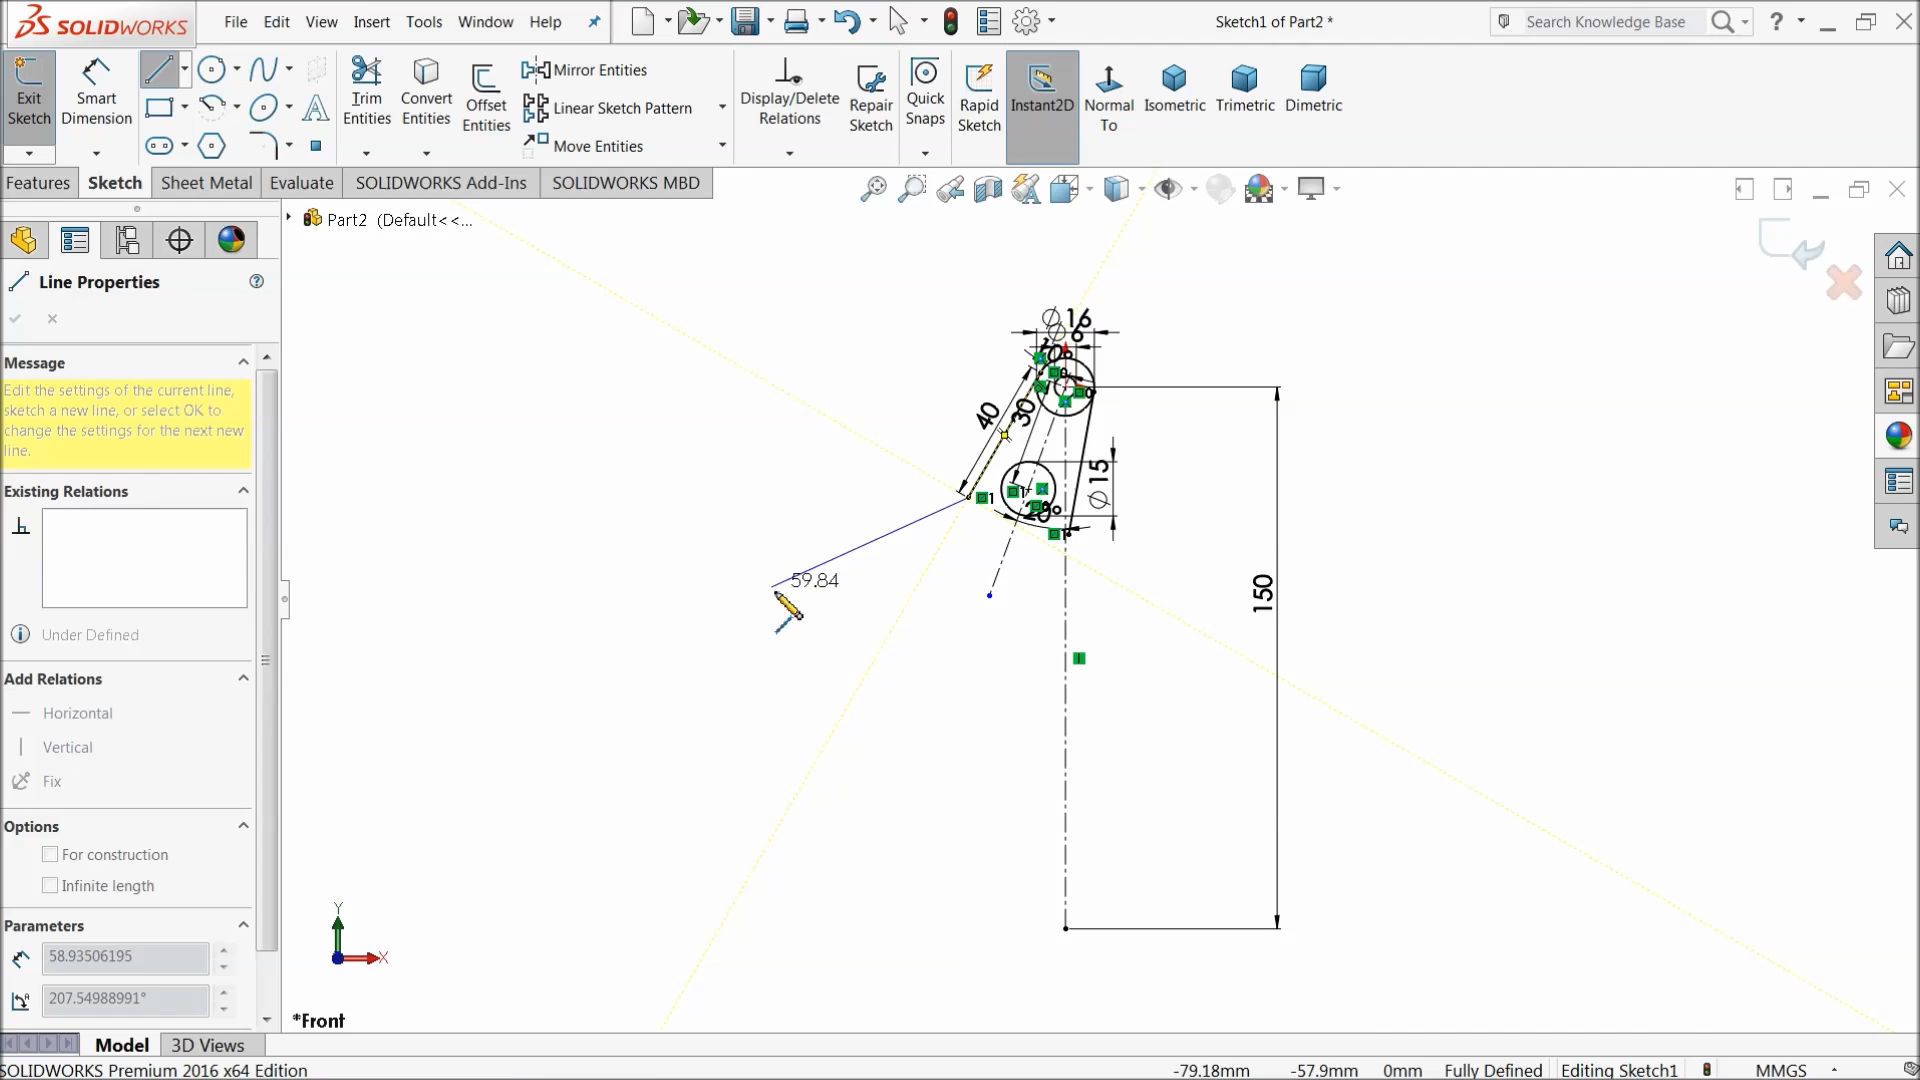 SOLIDWORKS
File Edit View Insert Tools Window Help
Sketch1 of Part2 *
Search Knowledge Base
Exit Sketch
Smart Dimension
Trim Entities
Convert Entities
Offset Entities
Mirror Entities
Linear Sketch Pattern
Move Entities
Display/Delete Relations
Repair Sketch
Quick Snaps
Rapid Sketch
Instant2D
Normal To
Isometric
Trimetric
Dimetric
Features Sketch Sheet Metal Evaluate SOLIDWORKS Add-Ins SOLIDWORKS MBD
Part2 (Default<<...
Line Properties
Message
Edit the settings of the current line,
sketch a new line, or select OK to
change the settings for the next new
line.
Existing Relations
Under Defined
Add Relations
Horizontal
Vertical
Fix
Options
For construction
Infinite length
Parameters
58.93506195
207.54988991°
∅16
40
30
∅15
150
59.84
Y
X
*Front
Model 3D Views
SOLIDWORKS Premium 2016 x64 Edition
-79.18mm -57.9mm 0mm Fully Defined Editing Sketch1 MMGS